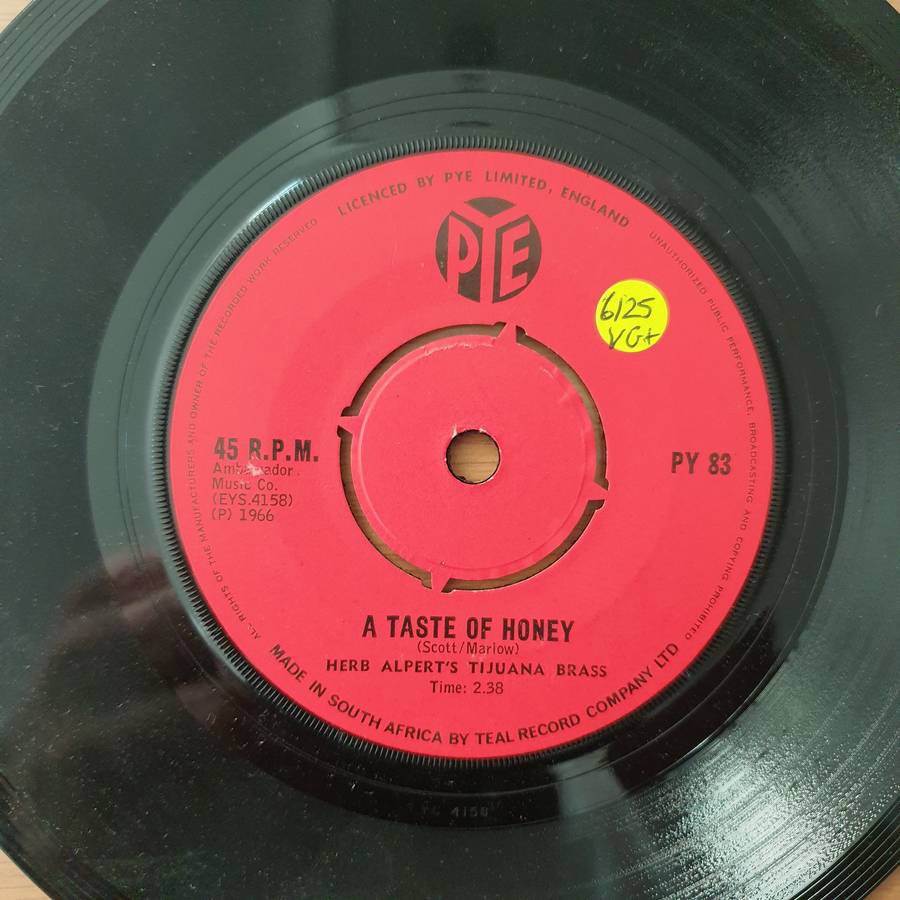 LICENCED BY PYE LIMITED, ENGLAND
UNAUTHORIZED PUBLIC PERFORMANCE, BROADCASTING AND COPYING PROHIBITED
ALL RIGHTS OF THE MANUFACTURERS AND OWNER OF THE RECORDED WORK RESERVED
PYE
6/25
VG+
45 R.P.M.
Music Co.
(EYS.4158)
(P) 1966
PY 83
A TASTE OF HONEY
(Scott/Marlow)
HERB ALPERT'S TIJUANA BRASS
Time: 2.38
MADE IN SOUTH AFRICA BY TEAL RECORD COMPANY LTD
4158